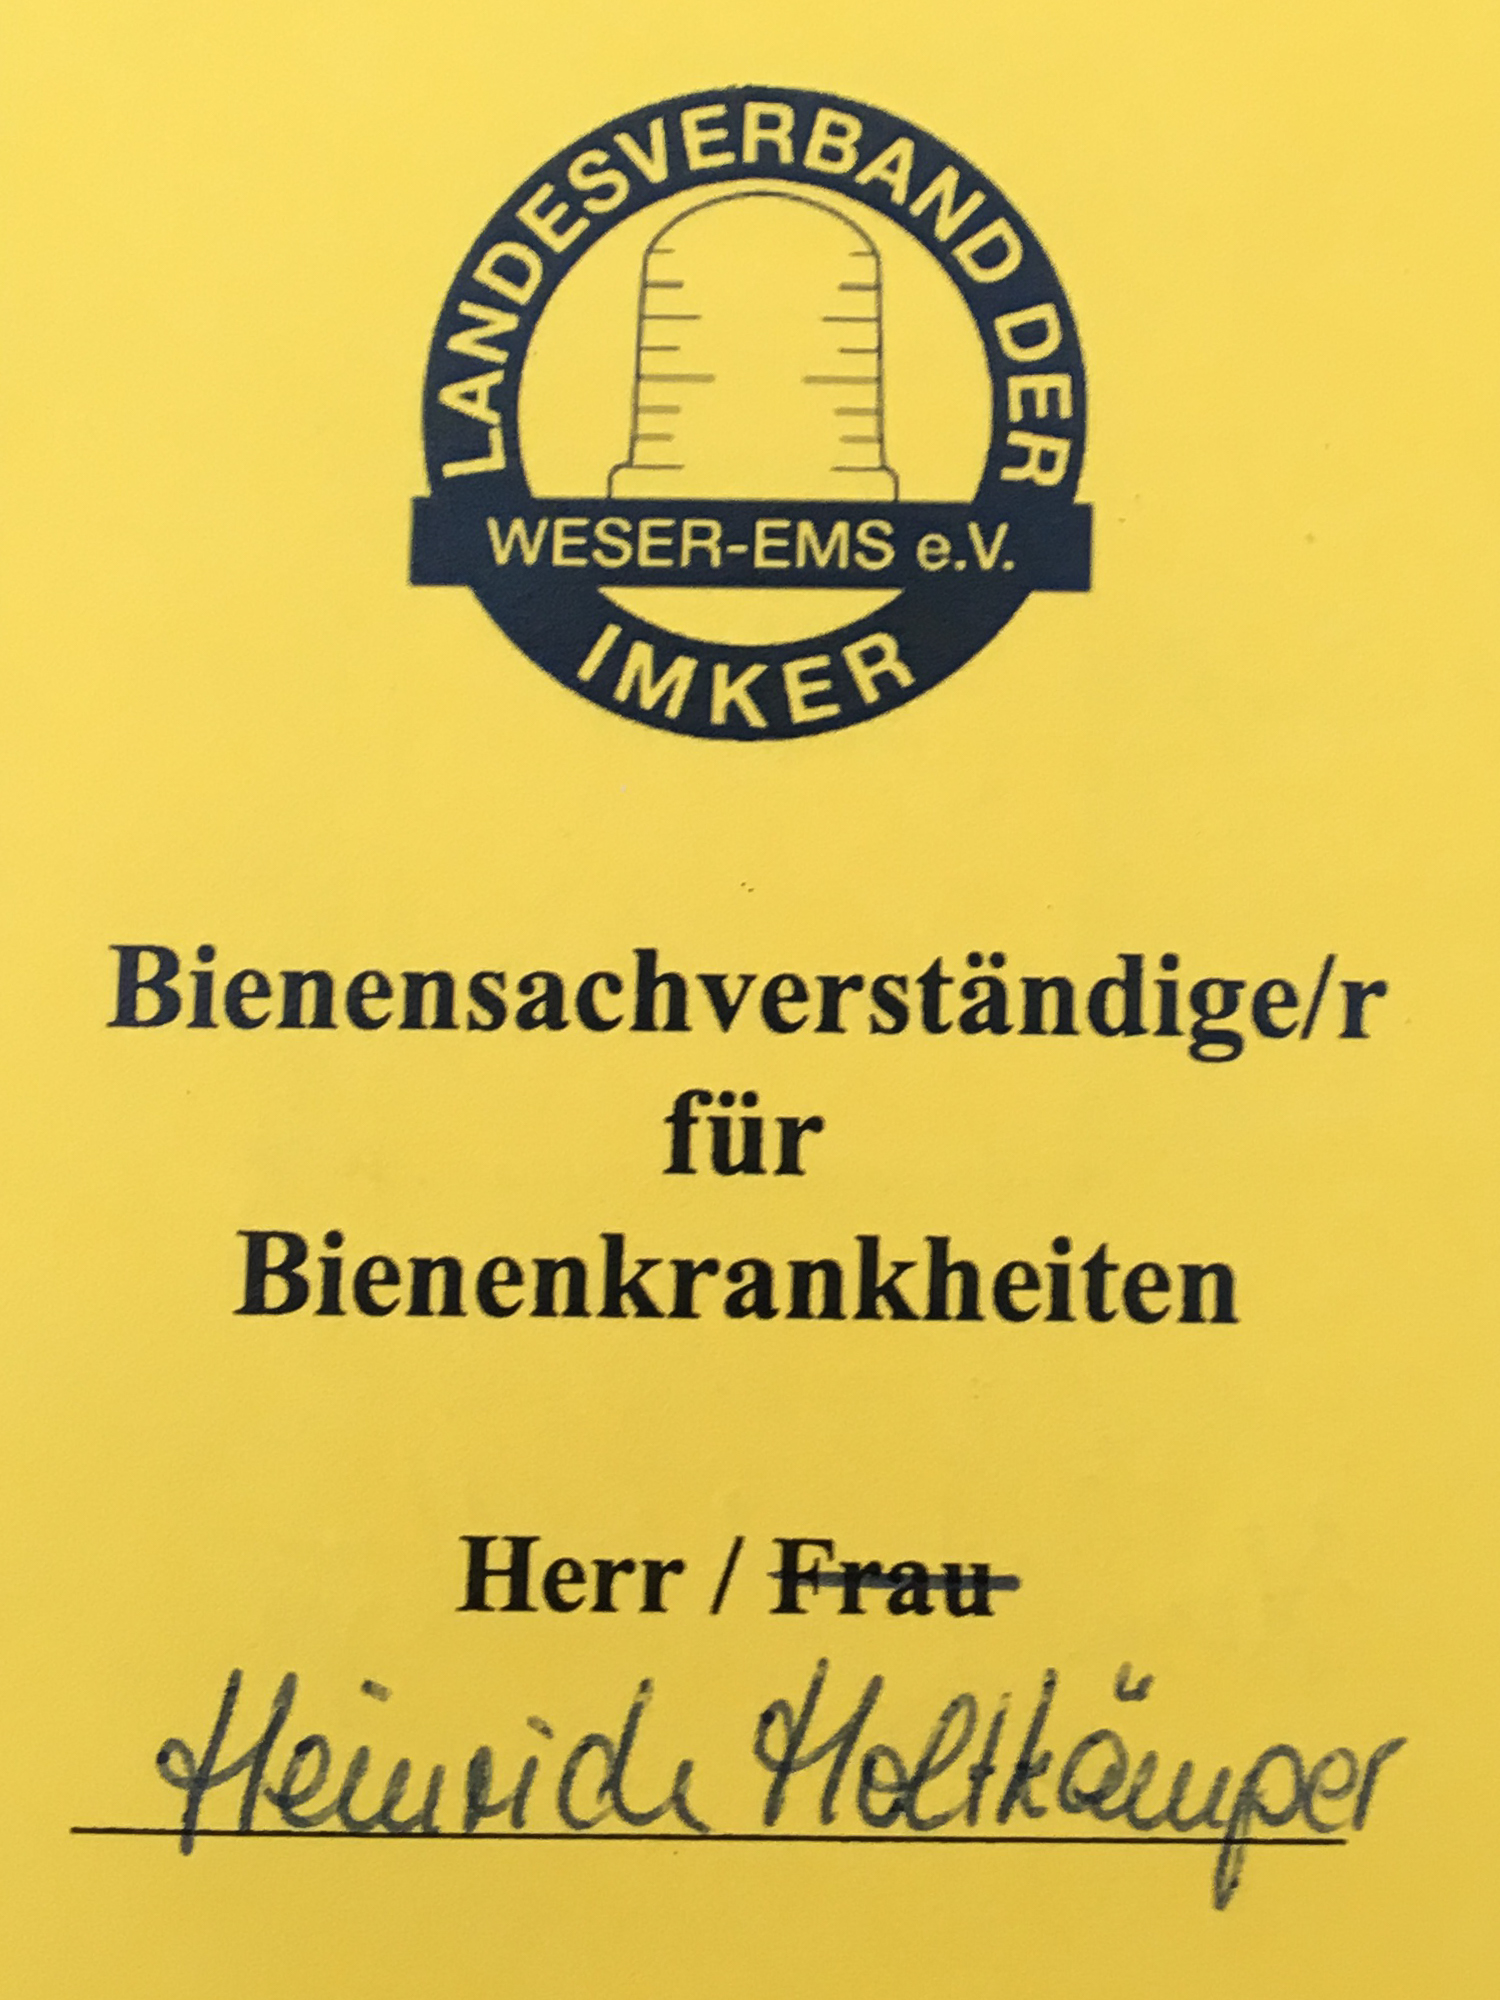 LANDESVERBAND DER
WESER-EMS e.V.
IMKER
Bienensachverständige/r
für
Bienenkrankheiten
Herr / Frau
Heinrich Holtkämper